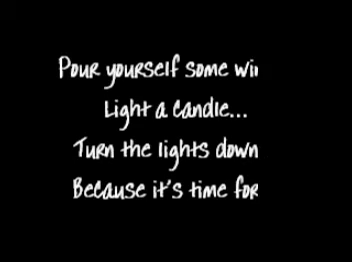 Pour yourself some wi
Light a candle...
Turn the lights down
Because it's time for